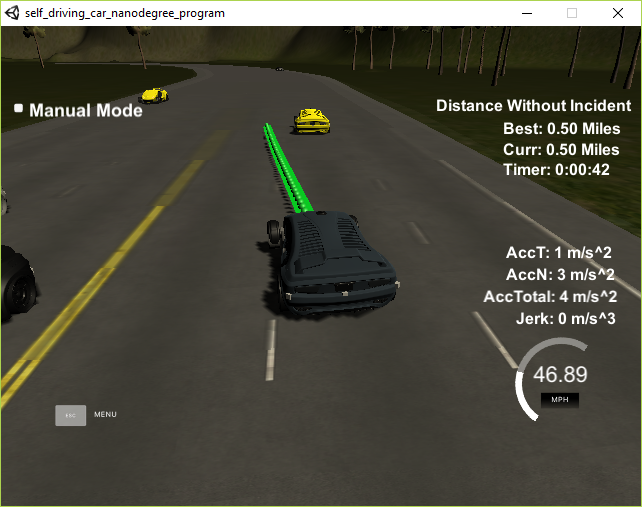 self_driving_car_nanodegree_program
Manual Mode
Distance Without Incident
Best: 0.50 Miles
Curr: 0.50 Miles
Timer: 0:00:42
AccT: 1 m/s^2
AccN: 3 m/s^2
AccTotal: 4 m/s^2
Jerk: 0 m/s^3
46.89
MPH
ESC MENU